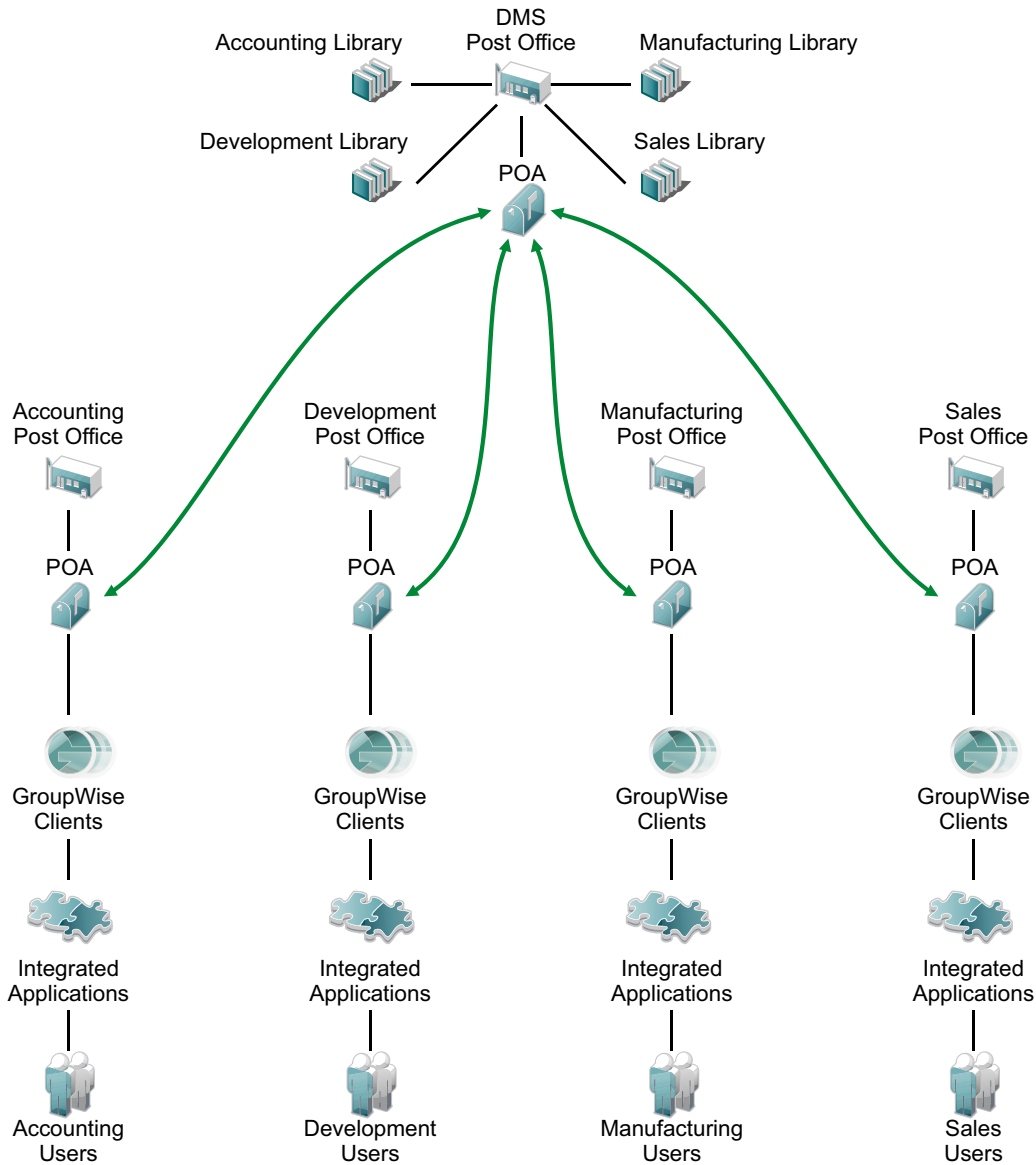 DMS
Post Office
Accounting Library
Manufacturing Library
Development Library
Sales Library
POA
Accounting
Post Office
Development
Post Office
Manufacturing
Post Office
Sales
Post Office
POA
POA
POA
POA
GroupWise
Clients
GroupWise
Clients
GroupWise
Clients
GroupWise
Clients
Integrated
Applications
Integrated
Applications
Integrated
Applications
Integrated
Applications
Accounting
Users
Development
Users
Manufacturing
Users
Sales
Users